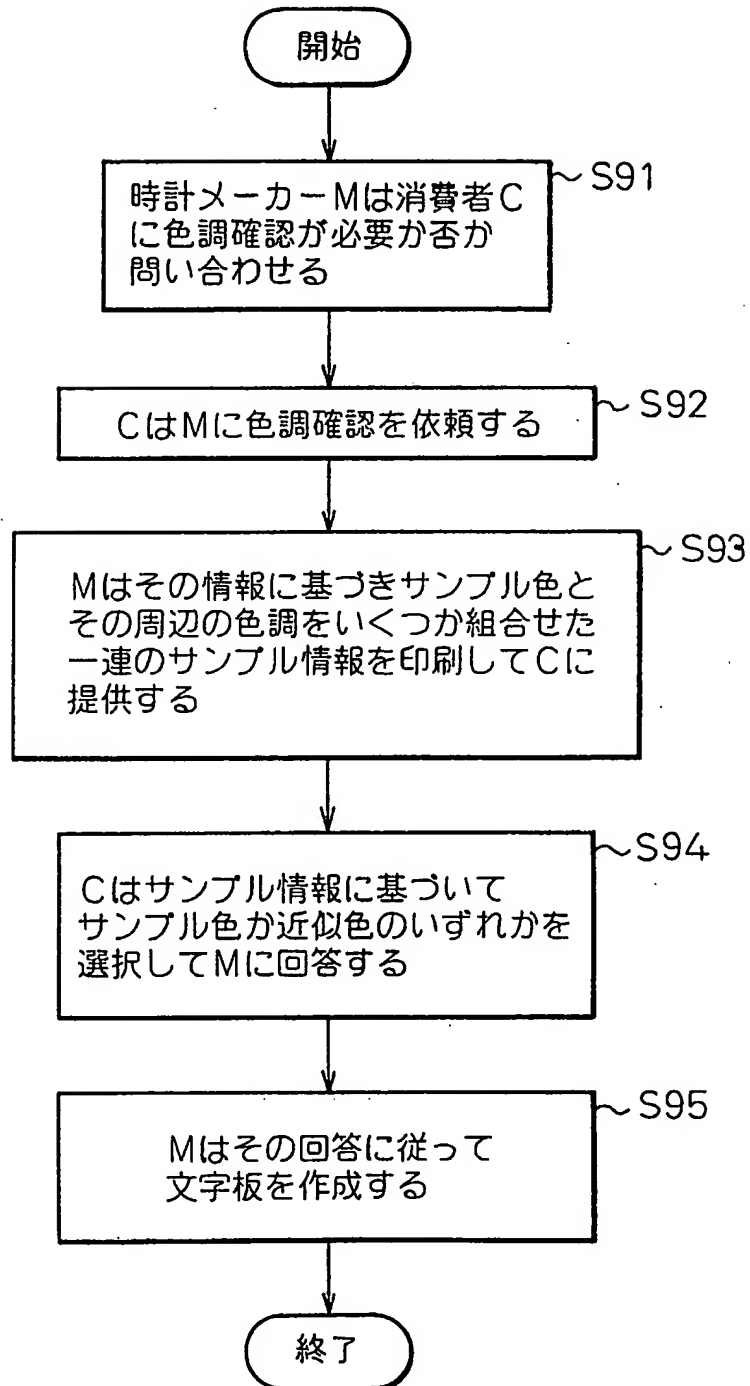 開始
時計メーカーMは消費者C
に色調確認が必要か否か
問い合わせる
S91
CはMに色調確認を依頼する
S92
Mはその情報に基づきサンプル色と
その周辺の色調をいくつか組合せた
一連のサンプル情報を印刷してCに
提供する
S93
Cはサンプル情報に基づいて
サンプル色か近似色のいずれかを
選択してMに回答する
S94
Mはその回答に従って
文字板を作成する
S95
終了